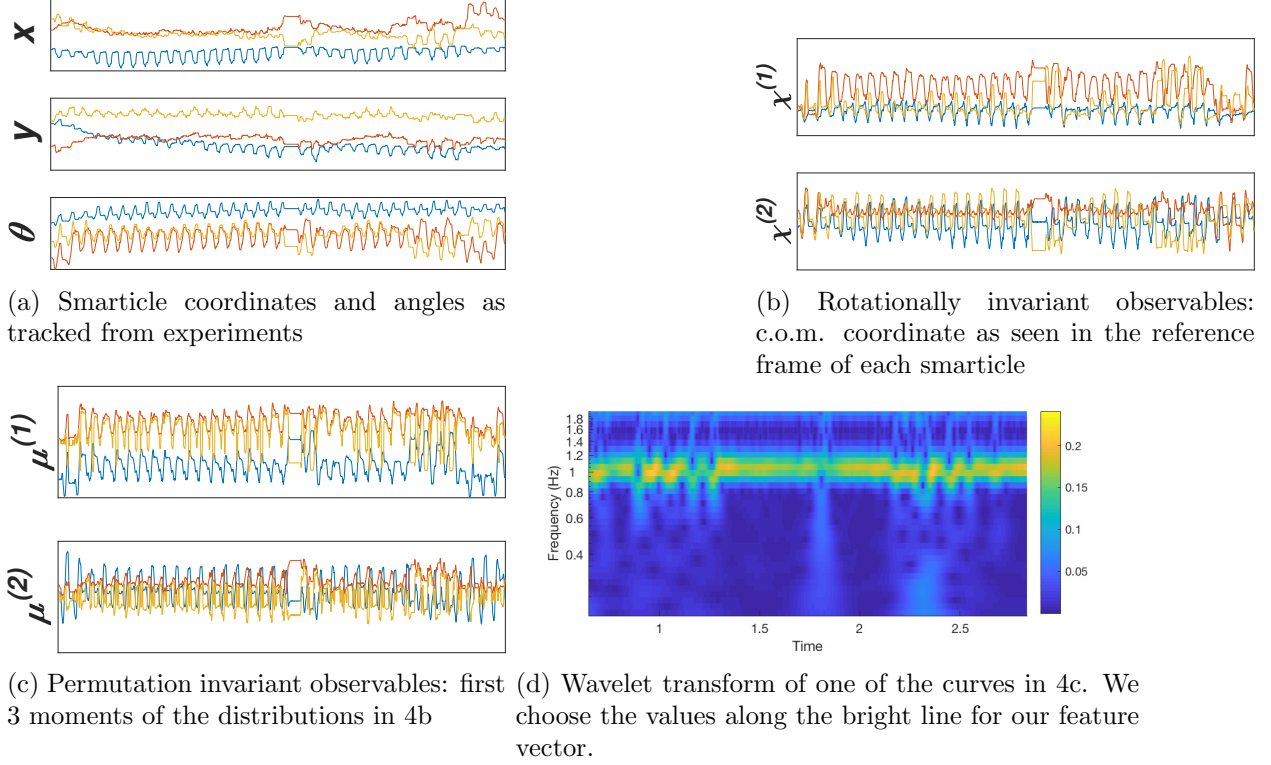 x
y
θ
(a) Smarticle coordinates and angles as
tracked from experiments
χ(1)
χ(2)
(b) Rotationally invariant observables:
c.o.m. coordinate as seen in the reference
frame of each smarticle
μ(1)
μ(2)
(c) Permutation invariant observables: first
3 moments of the distributions in 4b
Frequency (Hz)
1.8
1.6
1.4
1.2
1
0.8
0.6
0.4
1
1.5
2
2.5
Time
0.2
0.15
0.1
0.05
(d) Wavelet transform of one of the curves in 4c. We
choose the values along the bright line for our feature
vector.